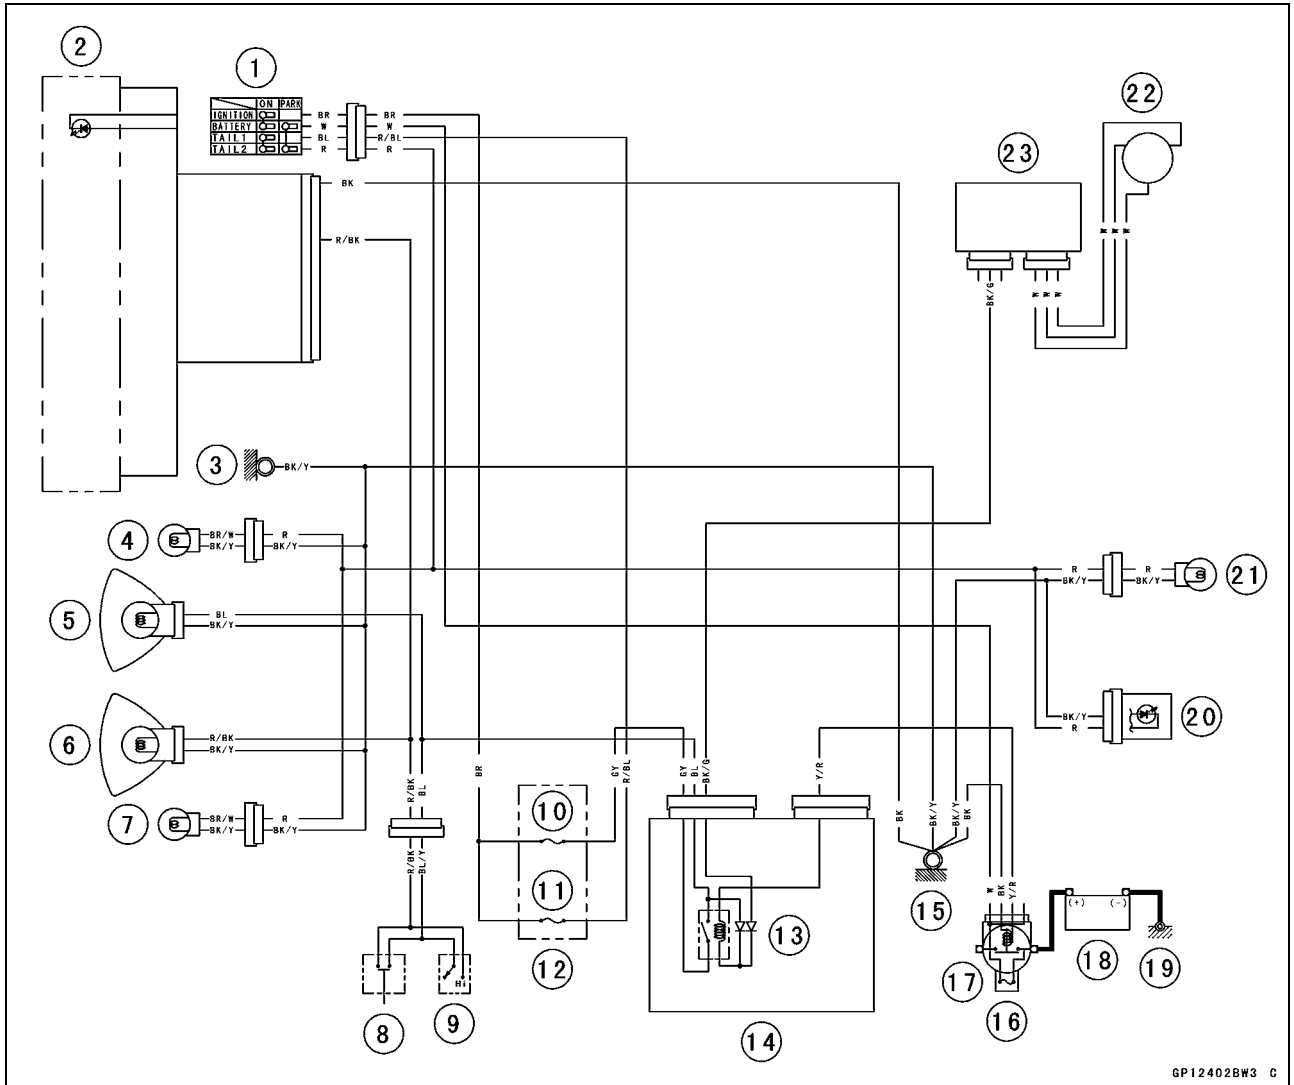 2
1
22
23
ON PARK
IGNITION
BATTERY
TAIL1
TAIL2
BR BR
W W
BL R/BL
R R
BK
R/BK
W W W
BK/G
W W W
3
BK/Y
4
BR/W R
BK/Y BK/Y
R R
BK/Y BK/Y
21
5
BL
BK/Y
6
R/BK
BK/Y
BK/Y
R
20
R/BK BL
BR
GY R/BL
GY BL BK/G
Y/R
7
BR/W R
BK/Y BK/Y
10
BK BK/Y BK/Y BK
R/BK BL/Y
11
W BK Y/R
(+) (-)
15
13
12
17
18
19
Hi
8
9
16
14
GP12402BW3 C